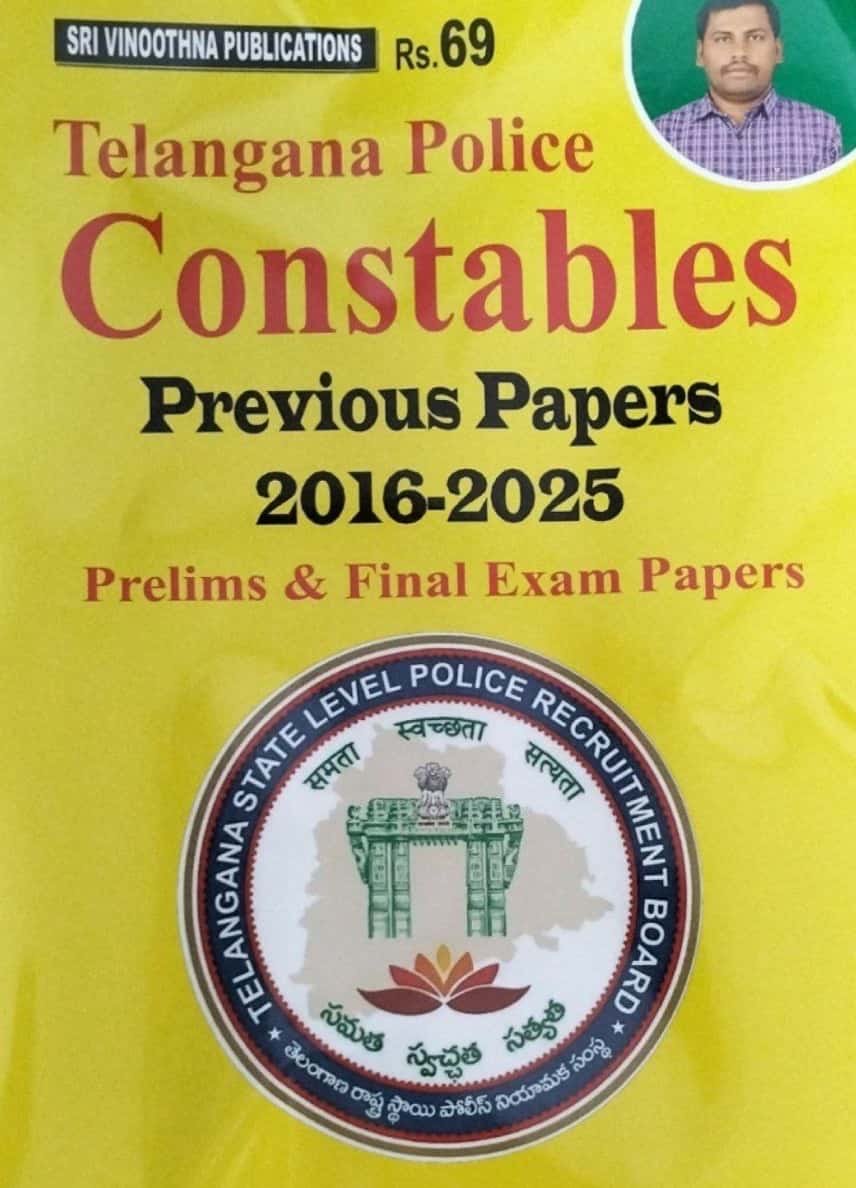 SRI VINOOTHNA PUBLICATIONS
Rs.69
Telangana Police
Constables
Previous Papers
2016-2025
Prelims & Final Exam Papers
TELANGANA STATE LEVEL POLICE RECRUITMENT BOARD
समता स्वच्छता सत्यता
సమత స్వచ్ఛత సత్యత
తెలంగాణ రాష్ట్ర స్థాయి పోలీస్ నియామక సంస్థ